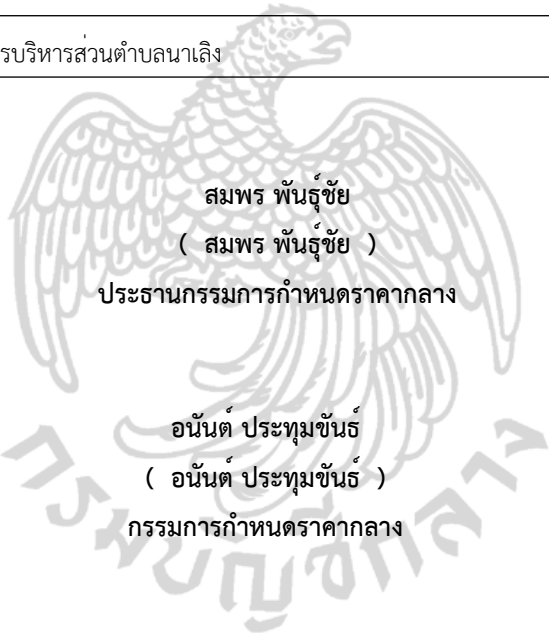 รบริหารส่วนตำบลนาเลิง
สมพร พันธุ์ชัย
( สมพร พันธุ์ชัย )
ประธานกรรมการกำหนดราคากลาง
อนันต์ ประทุมขันธ์
( อนันต์ ประทุมขันธ์ )
กรรมการกำหนดราคากลาง
กรมบัญชีกลาง